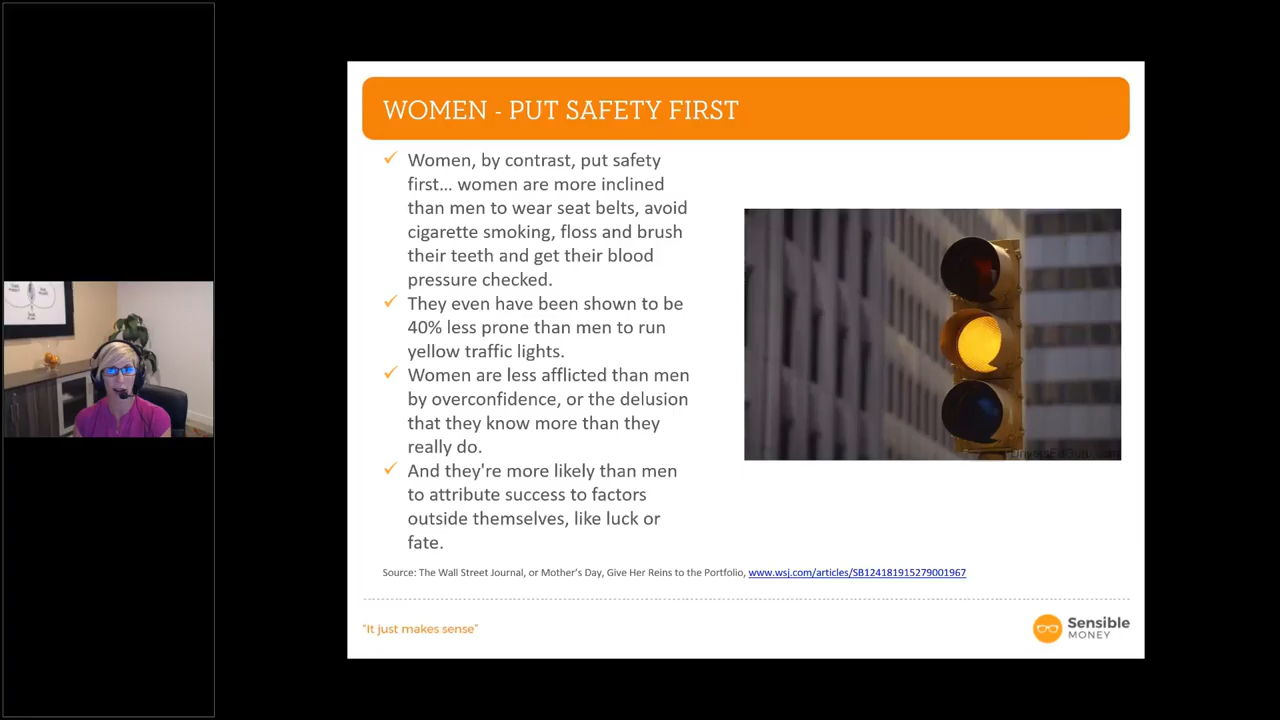 WOMEN - PUT SAFETY FIRST
Women, by contrast, put safety
first... women are more inclined
than men to wear seat belts, avoid
cigarette smoking, floss and brush
their teeth and get their blood
pressure checked.
They even have been shown to be
40% less prone than men to run
yellow traffic lights.
Women are less afflicted than men
by overconfidence, or the delusion
that they know more than they
really do.
And they're more likely than men
to attribute success to factors
outside themselves, like luck or
fate.
Source: The Wall Street Journal, or Mother's Day, Give Her Reins to the Portfolio, www.wsj.com/articles/SB124181915279001967
"It just makes sense"
Sensible
MONEY